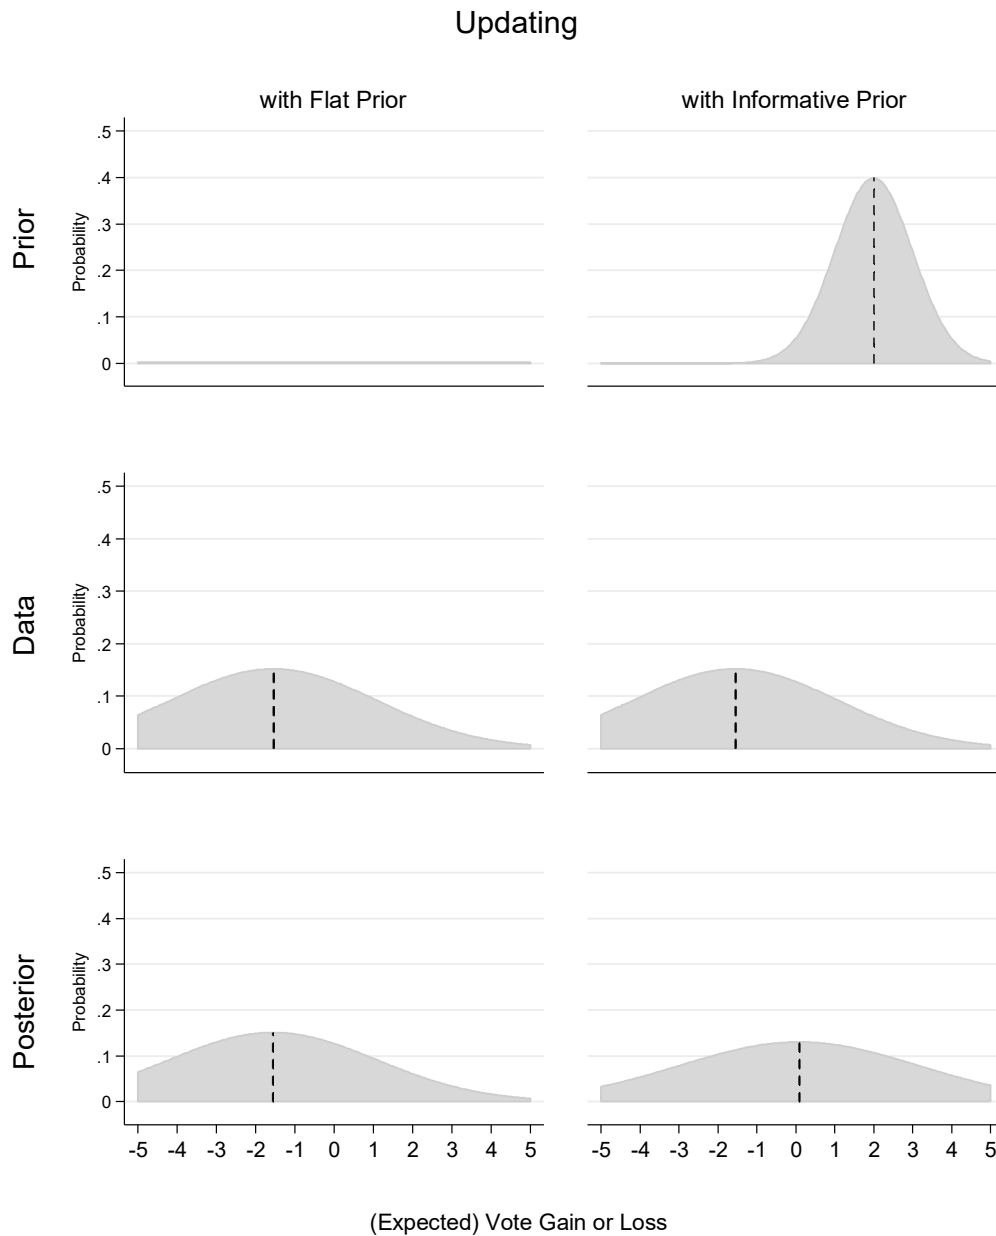 Updating
with Flat Prior
with Informative Prior
Prior
Probability
.5
.4
.3
.2
.1
0
Data
Probability
.5
.4
.3
.2
.1
0
Posterior
Probability
.5
.4
.3
.2
.1
0
-5 -4 -3 -2 -1 0 1 2 3 4 5
-5 -4 -3 -2 -1 0 1 2 3 4 5
(Expected) Vote Gain or Loss